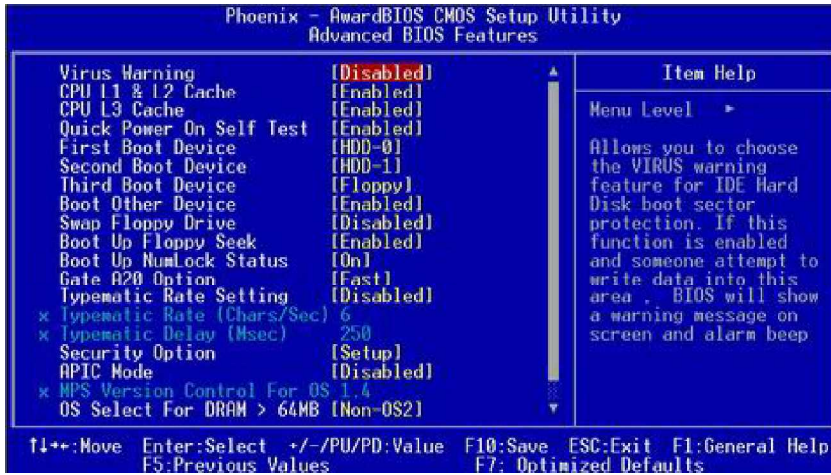 Phoenix - AwardBIOS CMOS Setup Utility
Advanced BIOS Features
Virus Warning [Disabled]
CPU L1 & L2 Cache [Enabled]
CPU L3 Cache [Enabled]
Quick Power On Self Test [Enabled]
First Boot Device [HDD-0]
Second Boot Device [HDD-1]
Third Boot Device [Floppy]
Boot Other Device [Enabled]
Swap Floppy Drive [Disabled]
Boot Up Floppy Seek [Enabled]
Boot Up NumLock Status [On]
Gate A20 Option [Fast]
Typematic Rate Setting [Disabled]
x Typematic Rate (Chars/Sec) 6
x Typematic Delay (Msec) 250
Security Option [Setup]
APIC Mode [Disabled]
x MPS Version Control For OS 1.4
OS Select For DRAM > 64MB [Non-OS2]
Item Help
Menu Level ►
Allows you to choose
the VIRUS warning
feature for IDE Hard
Disk boot sector
protection. If this
function is enabled
and someone attempt to
write data into this
area . BIOS will show
a warning message on
screen and alarm beep
↑↓→←:Move Enter:Select +/-/PU/PD:Value F10:Save ESC:Exit F1:General Help
F5:Previous Values F7: Optimized Defaults